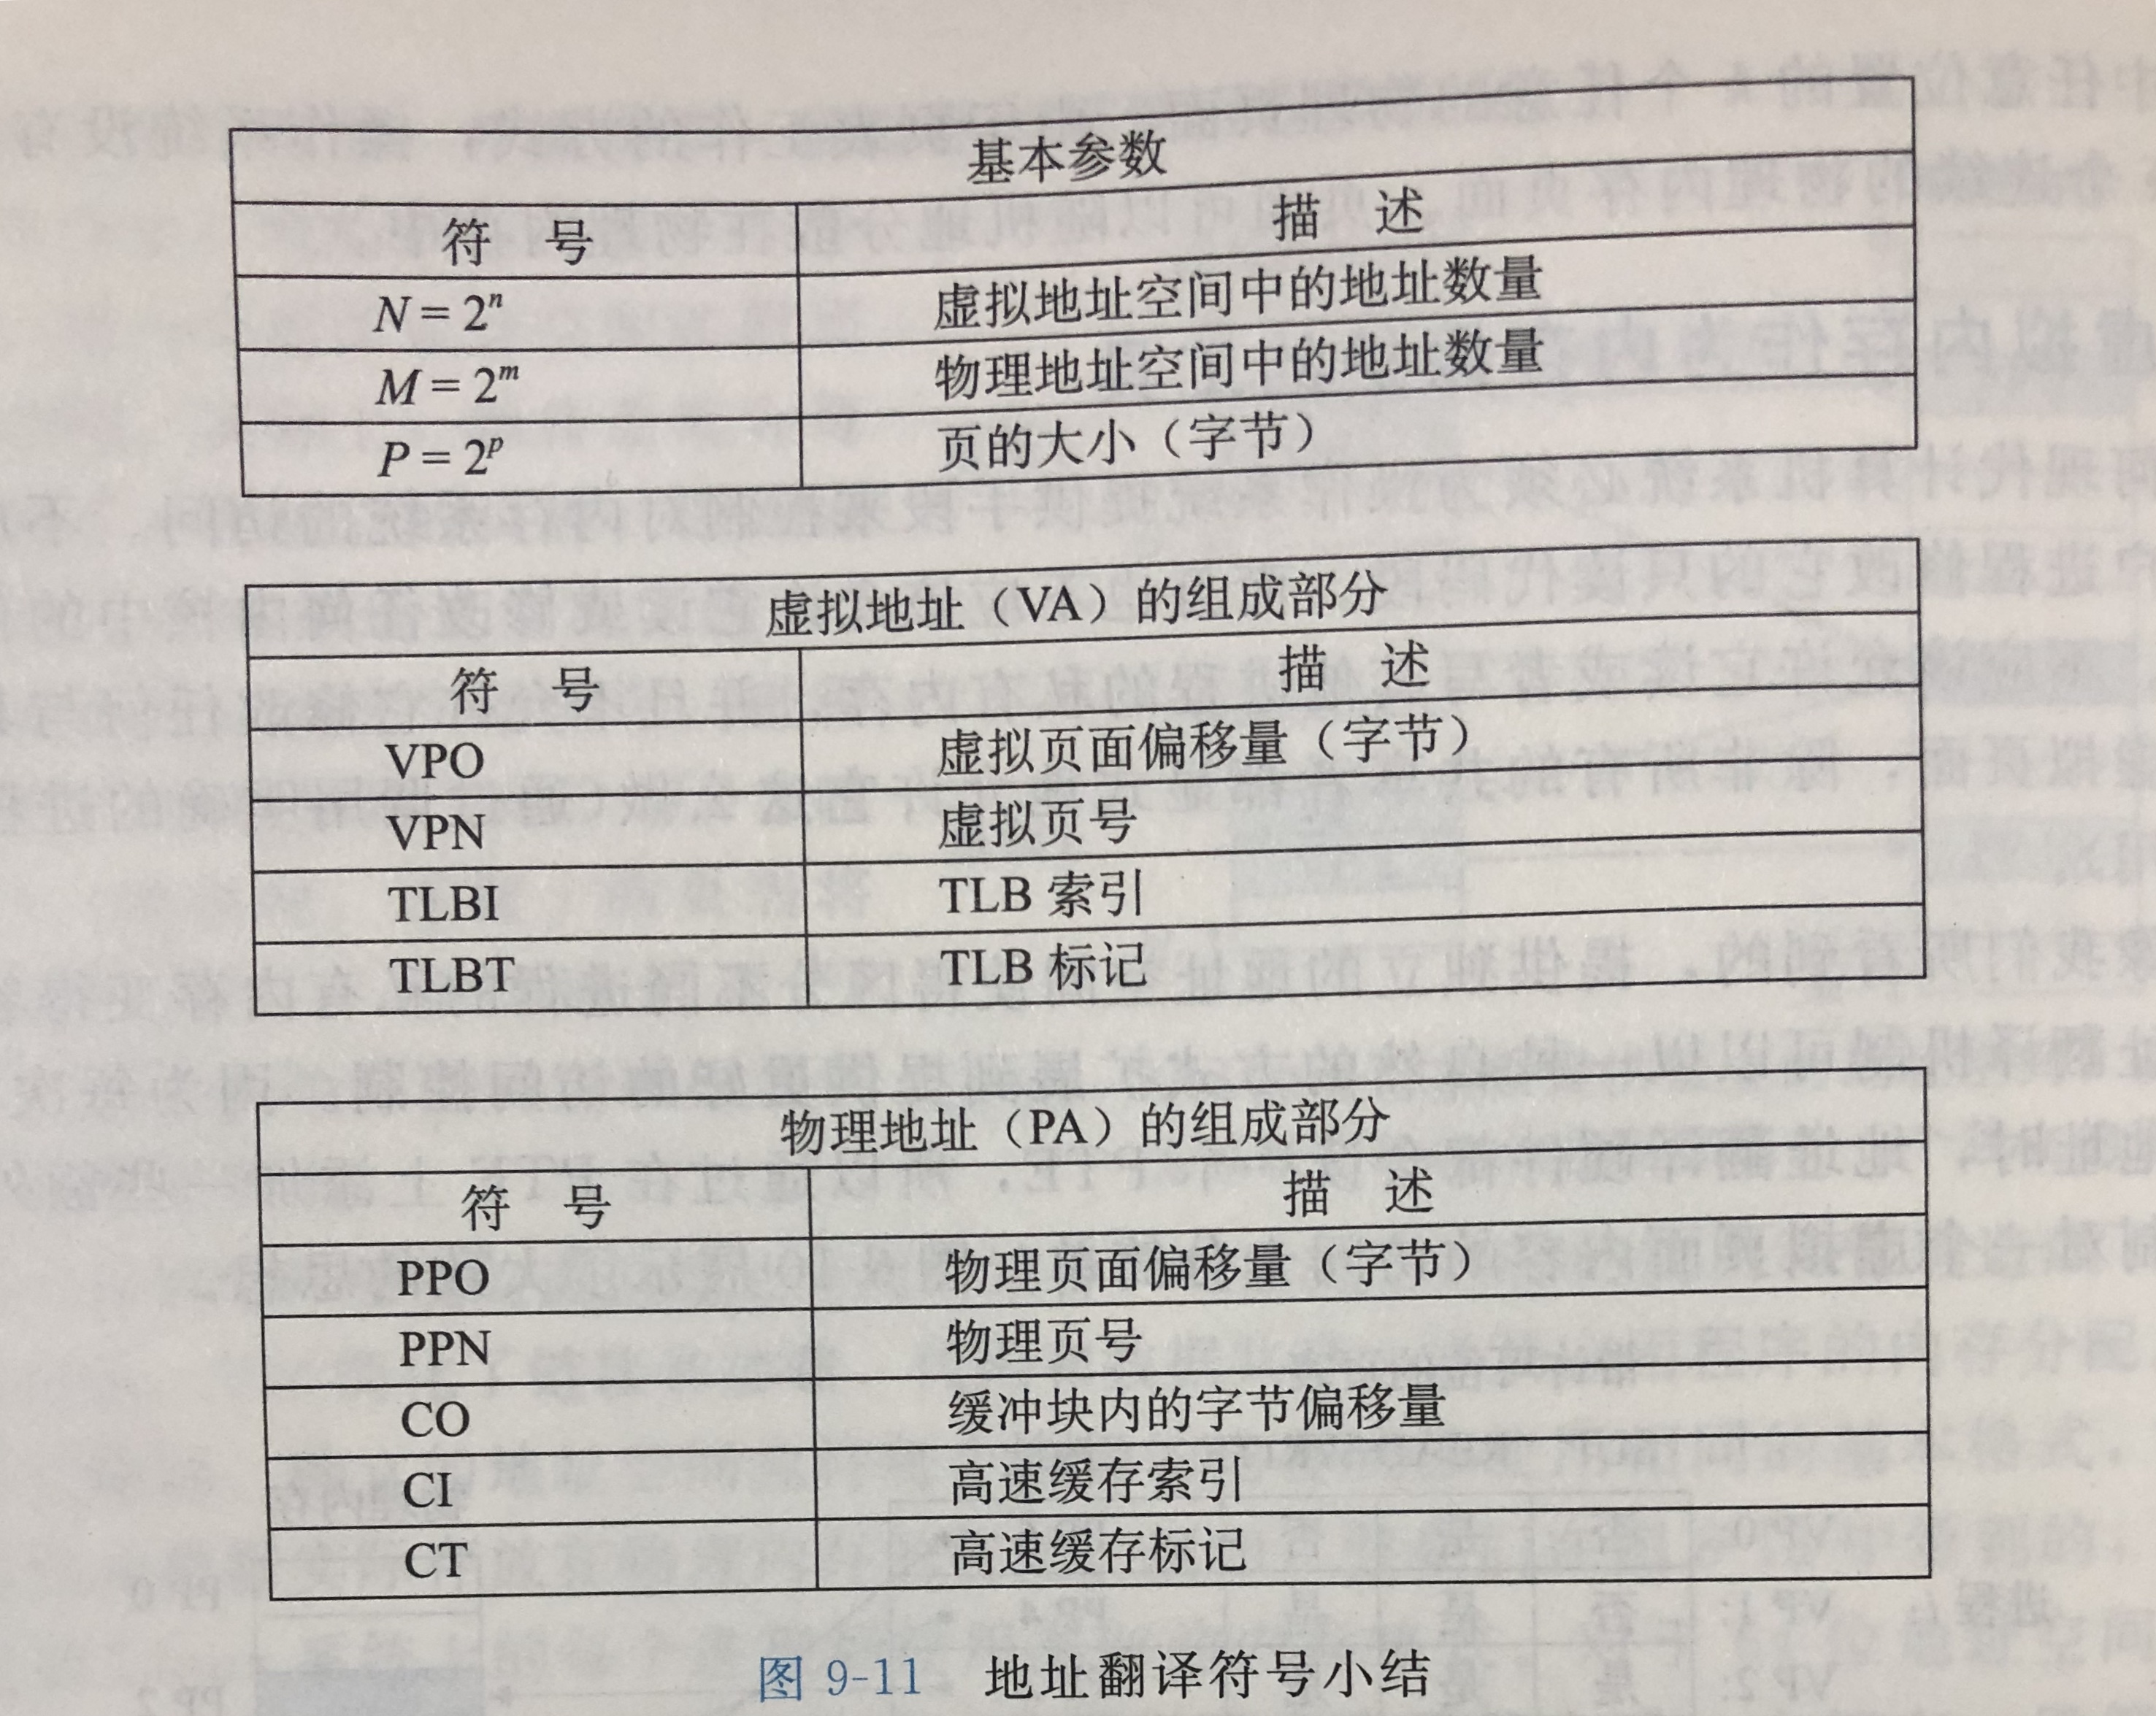 基本参数
符 号 描 述
N = 2ⁿ 虚拟地址空间中的地址数量
M = 2ᵐ 物理地址空间中的地址数量
P = 2ᵖ 页的大小（字节）
虚拟地址（VA）的组成部分
符 号 描 述
VPO 虚拟页面偏移量（字节）
VPN 虚拟页号
TLBI TLB 索引
TLBT TLB 标记
物理地址（PA）的组成部分
符 号 描 述
PPO 物理页面偏移量（字节）
PPN 物理页号
CO 缓冲块内的字节偏移量
CI 高速缓存索引
CT 高速缓存标记
图 9-11 地址翻译符号小结